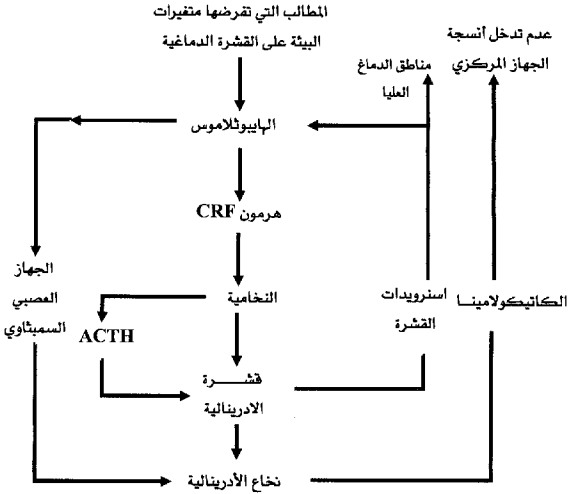 المطالب التي تفرضها متغيرات
البيئة على القشرة الدماغية
عدم تدخل أنسجة
الجهاز المركزي
مناطق الدماغ
العليا
الهايبوثلاموس
هرمون CRF
الجهاز
العصبي
السمبثاوي
النخامية
استرويدات
القشرة
الكاتيكولامينا
ACTH
قشـــــرة
الادرينالية
نخاع الأدرينالية